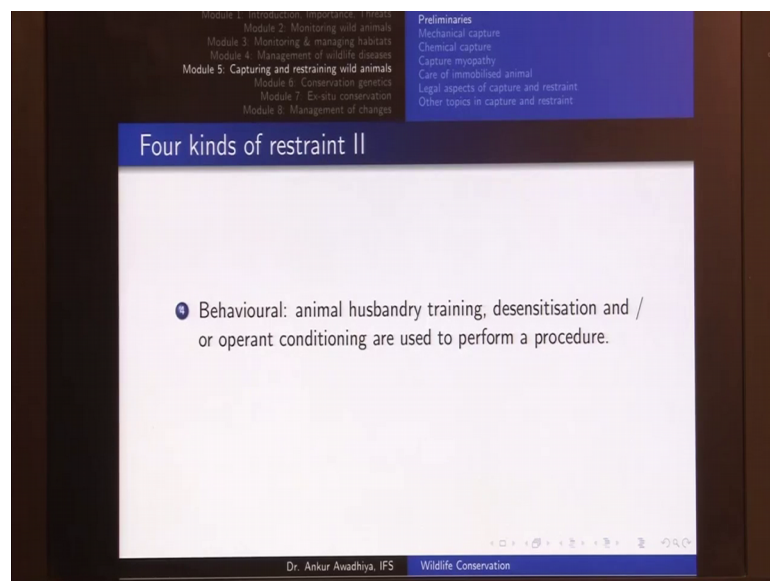 Module 1: Introduction, Importance, Threats
Module 2: Monitoring wild animals
Module 3: Monitoring & managing habitats
Module 4: Management of wildlife diseases
Module 5: Capturing and restraining wild animals
Module 6: Conservation genetics
Module 7: Ex-situ conservation
Module 8: Management of changes
Preliminaries
Mechanical capture
Chemical capture
Capture myopathy
Care of immobilised animal
Legal aspects of capture and restraint
Other topics in capture and restraint
Four kinds of restraint II
4 Behavioural: animal husbandry training, desensitisation and /
or operant conditioning are used to perform a procedure.
Dr. Ankur Awadhiya, IFS
Wildlife Conservation